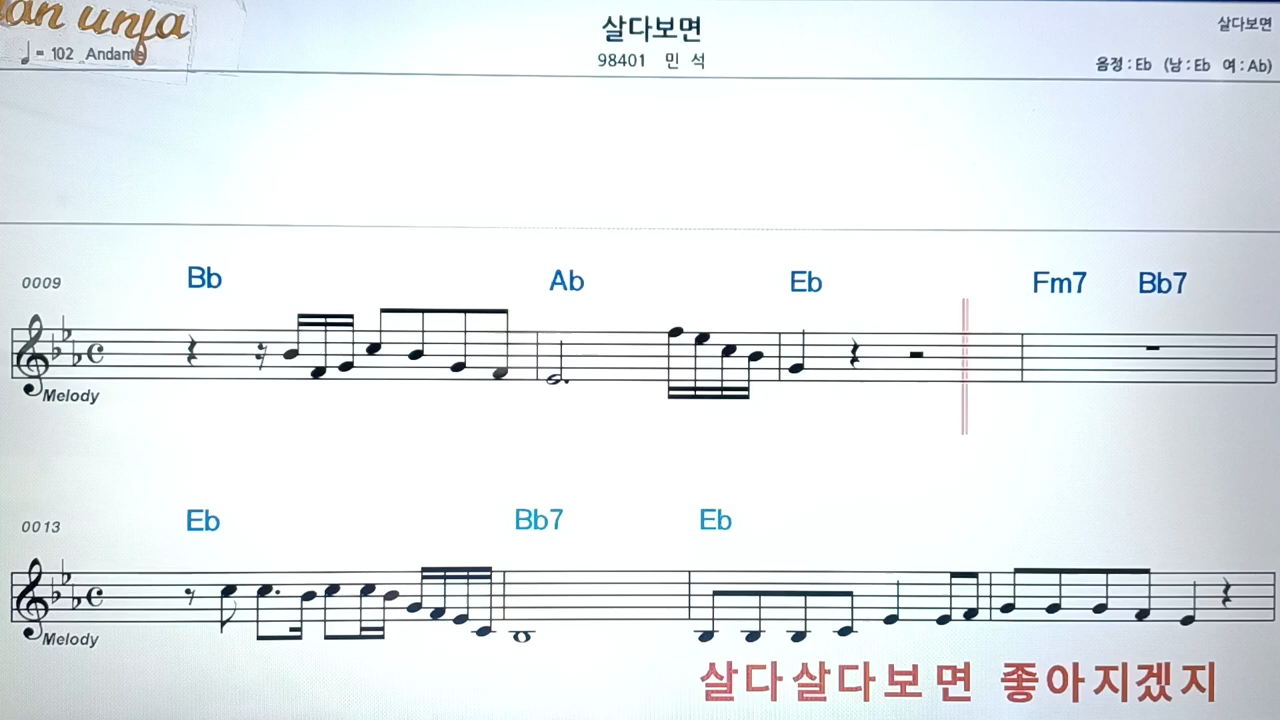 an unja
♩= 102 Andante
살다보면
98401 민 석
살다보면
음정 : Eb (남 : Eb 여 : Ab)
0009 Bb Ab Eb Fm7 Bb7
Melody
0013 Eb Bb7 Eb
Melody
살다살다보면 좋아지겠지